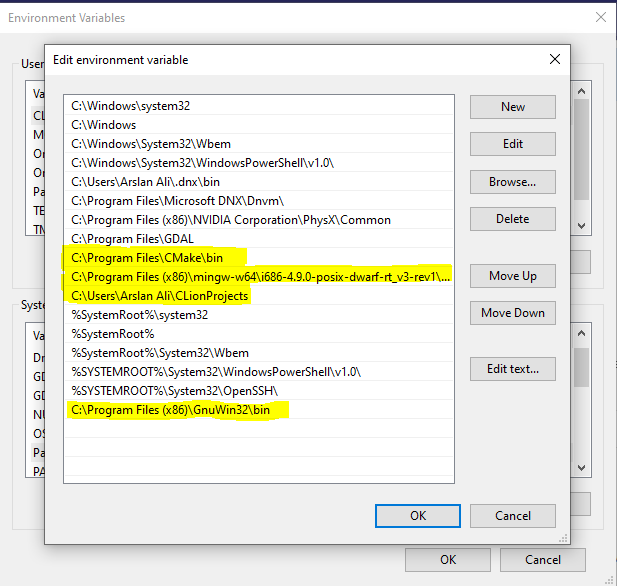 Environment Variables
Edit environment variable
User
Va
CL
M
On
On
Pa
TE
TN
C:\Windows\system32
C:\Windows
C:\Windows\System32\Wbem
C:\Windows\System32\WindowsPowerShell\v1.0\
C:\Users\Arslan Ali\.dnx\bin
C:\Program Files\Microsoft DNX\Dnvm\
C:\Program Files (x86)\NVIDIA Corporation\PhysX\Common
C:\Program Files\GDAL
C:\Program Files\CMake\bin
C:\Program Files (x86)\mingw-w64\i686-4.9.0-posix-dwarf-rt_v3-rev1\...
C:\Users\Arslan Ali\CLionProjects
%SystemRoot%\system32
%SystemRoot%
%SystemRoot%\System32\Wbem
%SYSTEMROOT%\System32\WindowsPowerShell\v1.0\
%SYSTEMROOT%\System32\OpenSSH\
C:\Program Files (x86)\GnuWin32\bin
New
Edit
Browse...
Delete
Move Up
Move Down
Edit text...
Syst
Va
Dr
GD
GD
NU
OS
Pa
PA
OK
Cancel
OK
Cancel